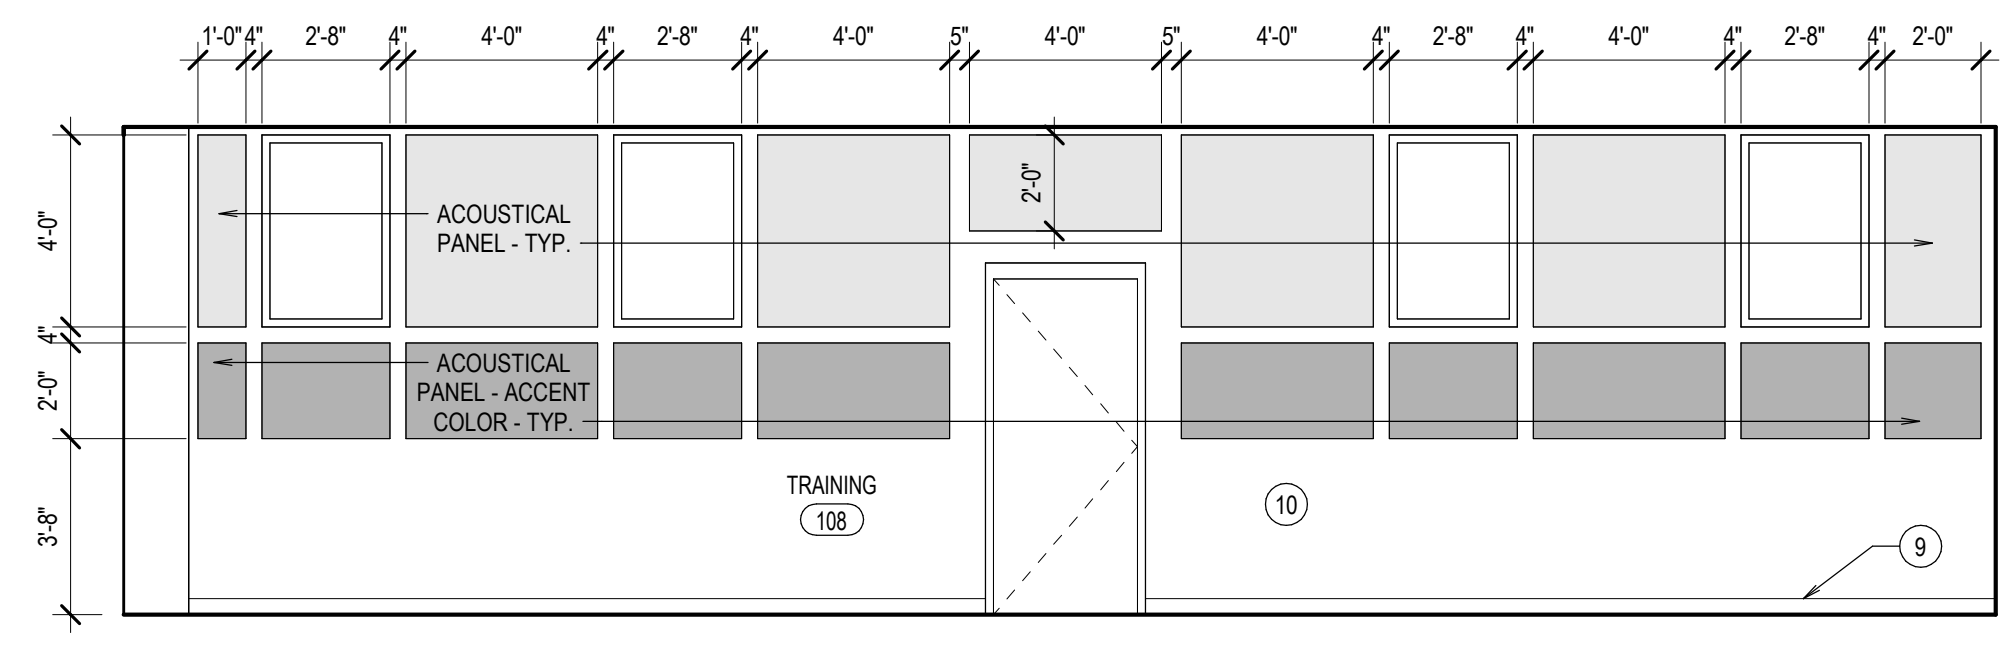 1'-0" 4" 2'-8" 4" 4'-0" 4" 2'-8" 4" 4'-0" 5" 4'-0" 5" 4'-0" 4" 2'-8" 4" 4'-0" 4" 2'-8" 4" 2'-0"
2'-0"
4'-0"
ACOUSTICAL
PANEL - TYP.
4"
2'-0"
ACOUSTICAL
PANEL - ACCENT
COLOR - TYP.
3'-8"
TRAINING
108
10
9